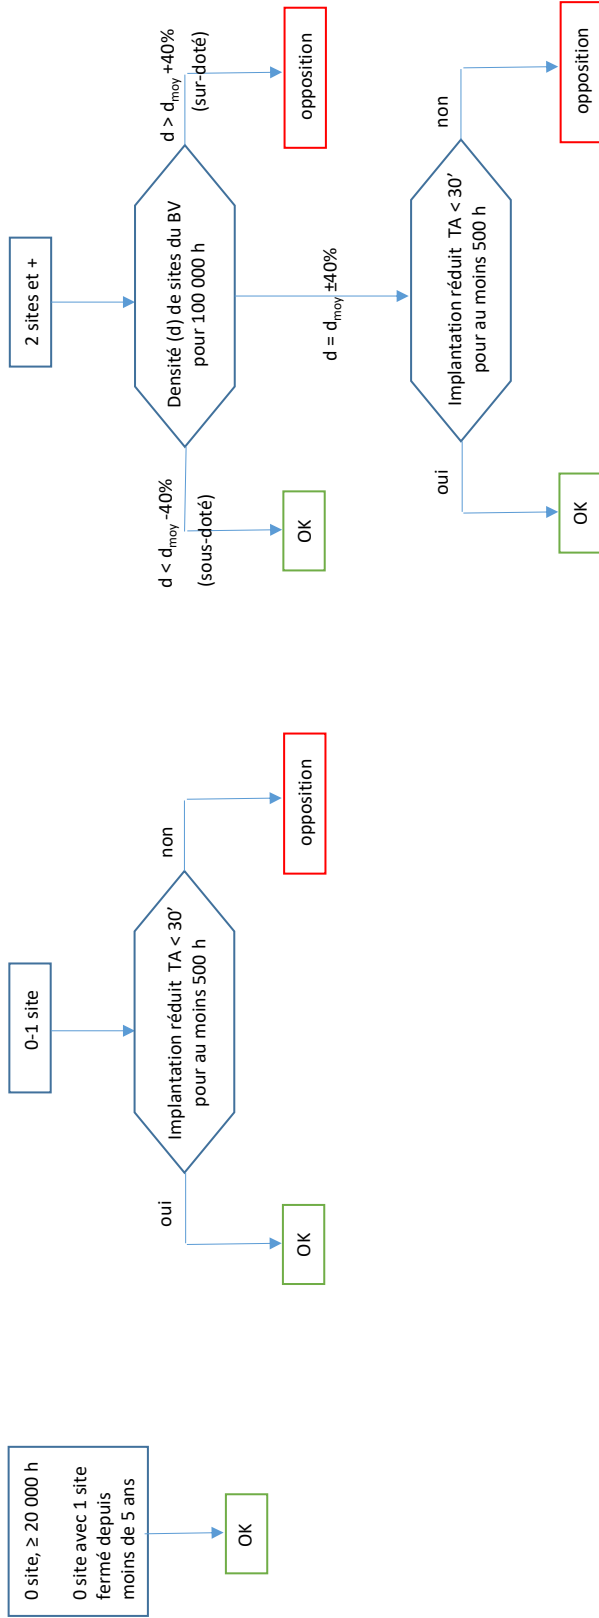 0 site, ≥ 20 000 h
0 site avec 1 site
fermé depuis
moins de 5 ans
OK
0-1 site
Implantation réduit TA < 30’
pour au moins 500 h
oui
non
OK
opposition
2 sites et +
Densité (d) de sites du BV
pour 100 000 h
d < dmoy -40%
(sous-doté)
d > dmoy +40%
(sur-doté)
OK
opposition
d = dmoy ±40%
Implantation réduit TA < 30’
pour au moins 500 h
oui
non
OK
opposition